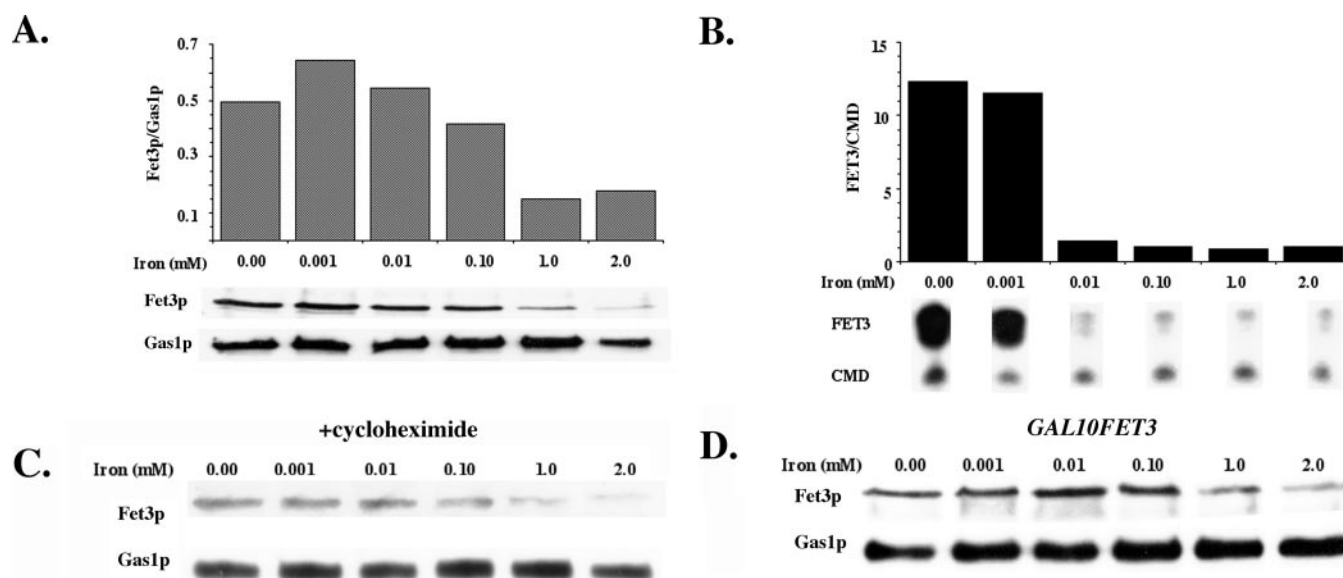 A.
0.7
0.5
0.3
0.1
Fet3p/Gas1p
Iron (mM) 0.00 0.001 0.01 0.10 1.0 2.0
Fet3p
Gas1p
B.
15
10
5
0
FET3/CMD
Iron (mM) 0.00 0.001 0.01 0.10 1.0 2.0
FET3
CMD
C.
+cycloheximide
Iron (mM) 0.00 0.001 0.01 0.10 1.0 2.0
Fet3p
Gas1p
D.
GAL10FET3
Iron (mM) 0.00 0.001 0.01 0.10 1.0 2.0
Fet3p
Gas1p